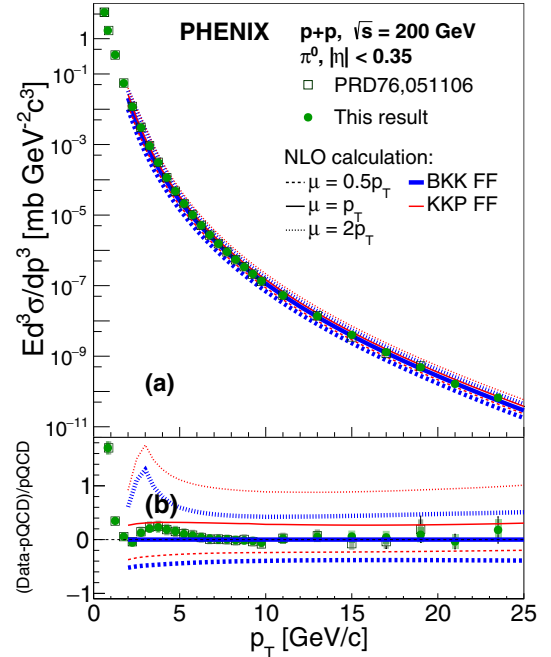 PHENIX
p+p, √s = 200 GeV
π⁰, |η| < 0.35
PRD76,051106
This result
NLO calculation:
μ = 0.5p_T
BKK FF
μ = p_T
KKP FF
μ = 2p_T
Ed³σ/dp³ [mb GeV⁻²c³]
10
10⁻¹
10⁻³
10⁻⁵
10⁻⁷
10⁻⁹
10⁻¹¹
(a)
(Data-pQCD)/pQCD
1
0
−1
(b)
0 5 10 15 20 25
p_T [GeV/c]